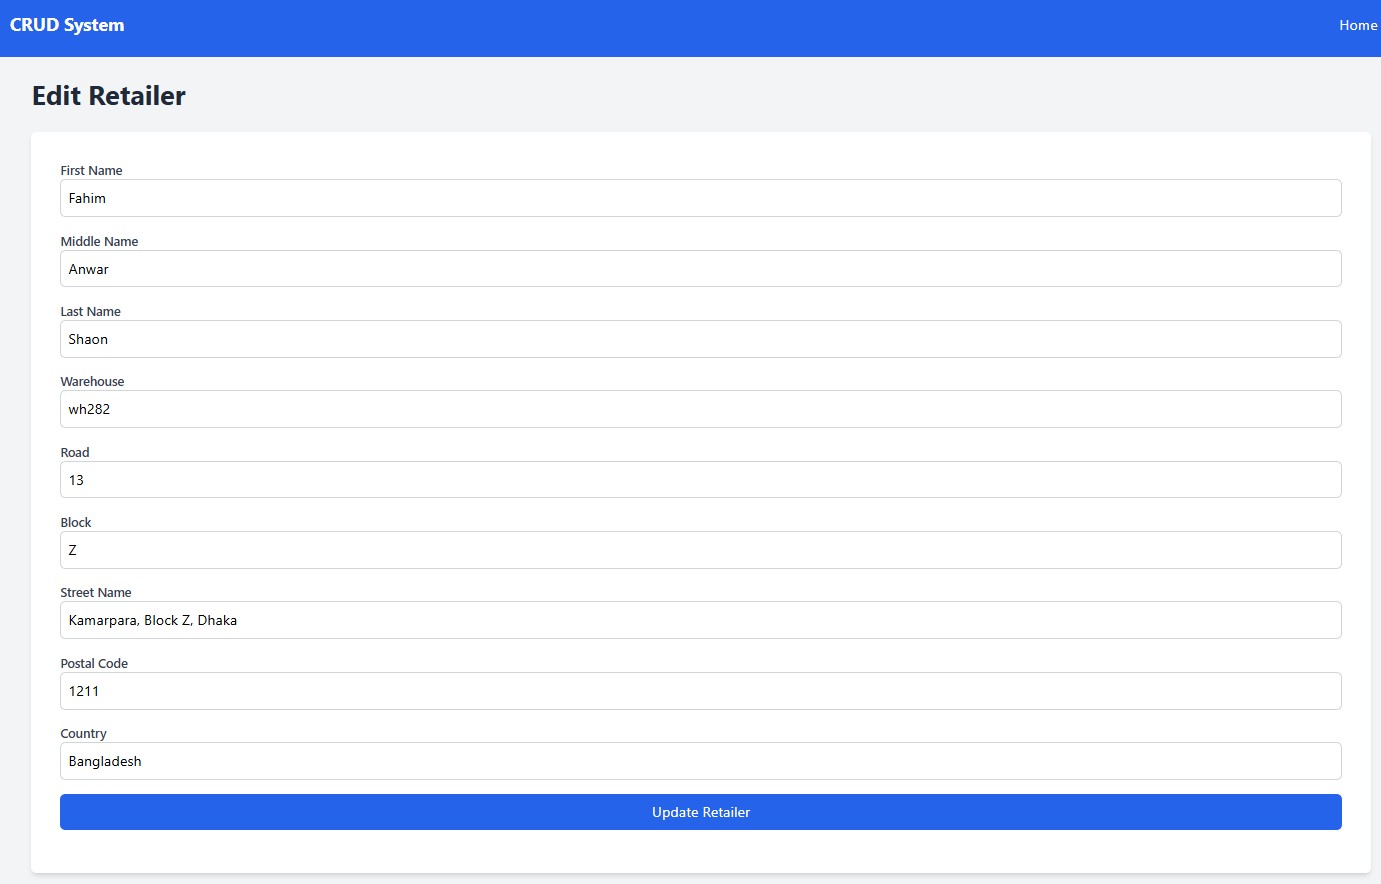 CRUD System
Home
Edit Retailer
First Name
Fahim
Middle Name
Anwar
Last Name
Shaon
Warehouse
wh282
Road
13
Block
Z
Street Name
Kamarpara, Block Z, Dhaka
Postal Code
1211
Country
Bangladesh
Update Retailer